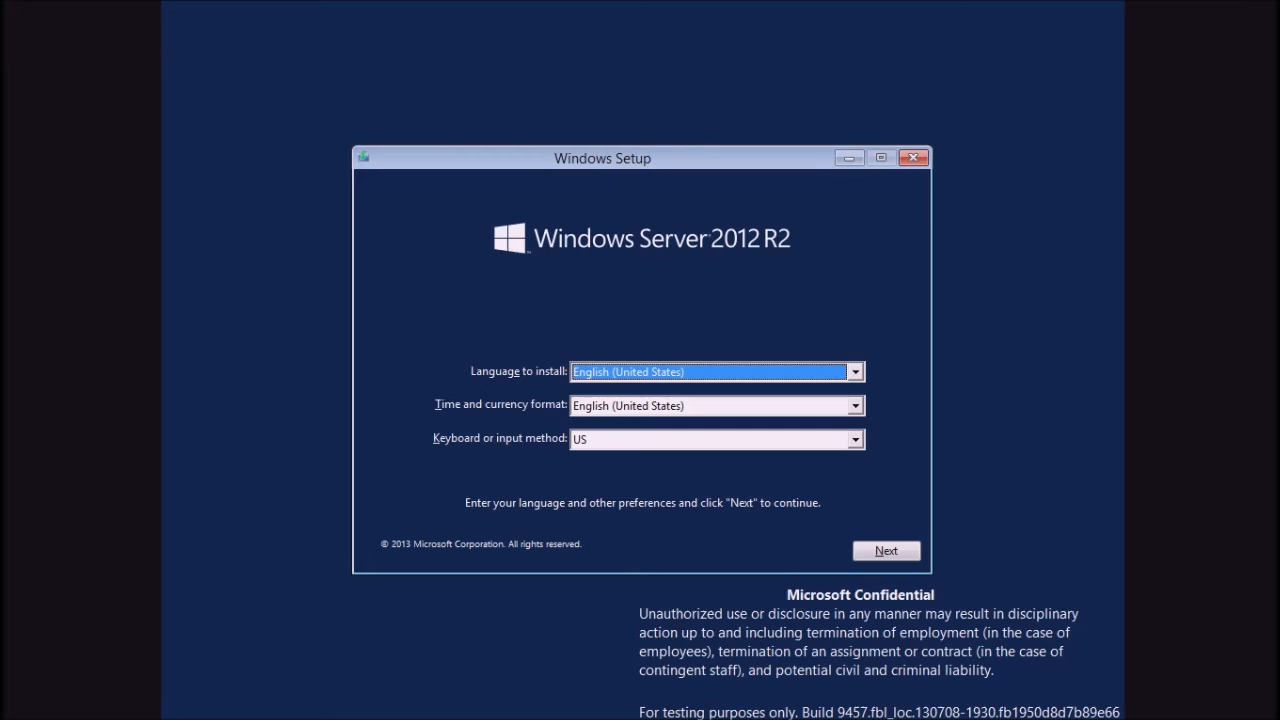 Windows Setup
Windows Server 2012 R2
Language to install: English (United States)
Time and currency format: English (United States)
Keyboard or input method: US
Enter your language and other preferences and click "Next" to continue.
© 2013 Microsoft Corporation. All rights reserved.
Next
Microsoft Confidential
Unauthorized use or disclosure in any manner may result in disciplinary
action up to and including termination of employment (in the case of
employees), termination of an assignment or contract (in the case of
contingent staff), and potential civil and criminal liability.
For testing purposes only. Build 9457.fbl_loc.130708-1930.fb1950d8d7b89e66